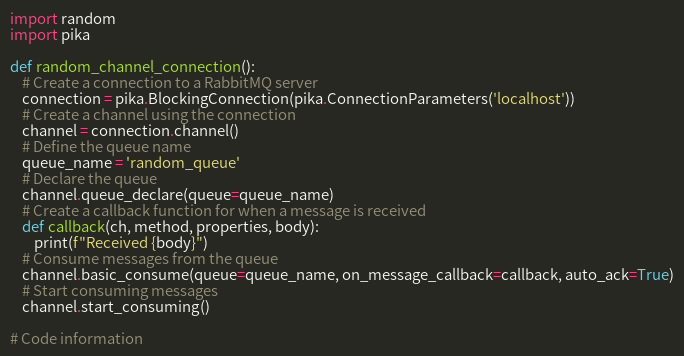 import random
import pika

def random_channel_connection():
    # Create a connection to a RabbitMQ server
    connection = pika.BlockingConnection(pika.ConnectionParameters('localhost'))
    # Create a channel using the connection
    channel = connection.channel()
    # Define the queue name
    queue_name = 'random_queue'
    # Declare the queue
    channel.queue_declare(queue=queue_name)
    # Create a callback function for when a message is received
    def callback(ch, method, properties, body):
        print(f"Received {body}")
    # Consume messages from the queue
    channel.basic_consume(queue=queue_name, on_message_callback=callback, auto_ack=True)
    # Start consuming messages
    channel.start_consuming()

# Code information